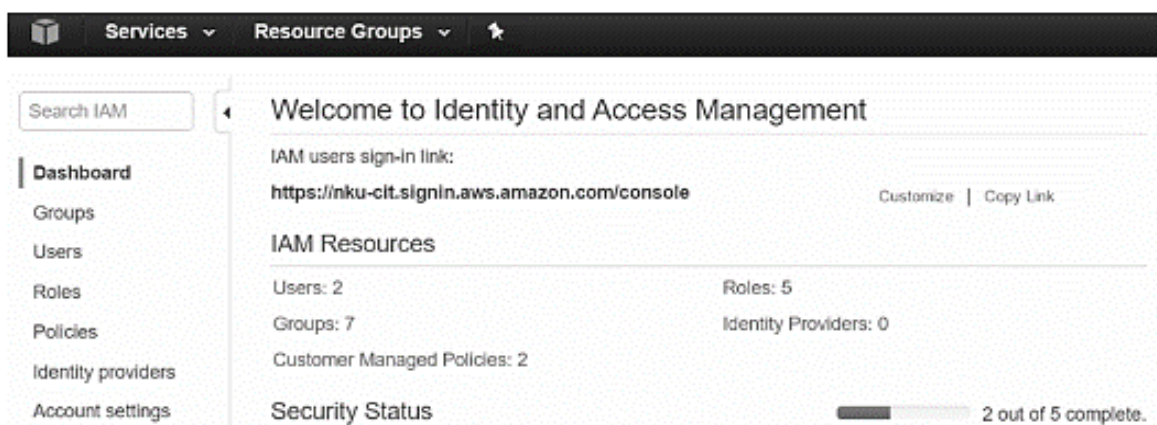 Services Resource Groups
Search IAM
Dashboard
Groups
Users
Roles
Policies
Identity providers
Account settings
Welcome to Identity and Access Management
IAM users sign-in link:
https://nku-cit.signin.aws.amazon.com/console Customize | Copy Link
IAM Resources
Users: 2 Roles: 5
Groups: 7 Identity Providers: 0
Customer Managed Policies: 2
Security Status 2 out of 5 complete.